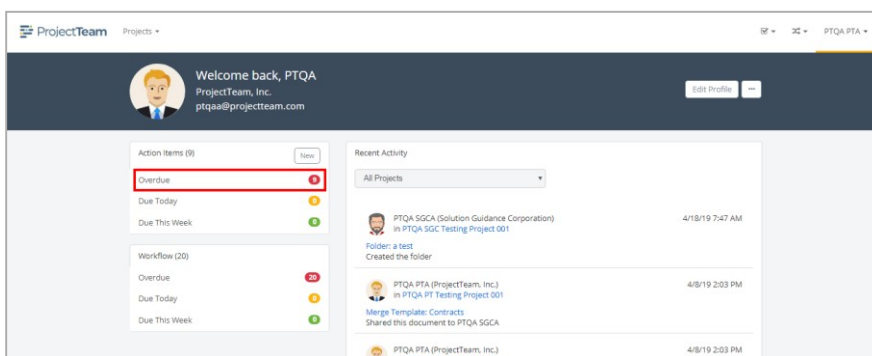 ProjectTeam Projects PTQA PTA
Welcome back, PTQA
ProjectTeam, Inc.
ptqaa@projectteam.com
Edit Profile ...
Action Items (9) New
Overdue 9
Due Today 0
Due This Week 0
Workflow (20)
Overdue 20
Due Today 0
Due This Week 0
Recent Activity
All Projects
PTQA SGCA (Solution Guidance Corporation) 4/18/19 7:47 AM
in PTQA SGC Testing Project 001
Folder: a test
Created the folder
PTQA PTA (ProjectTeam, Inc.) 4/8/19 2:03 PM
in PTQA PT Testing Project 001
Merge Template: Contracts
Shared this document to PTQA SGCA
PTQA PTA (ProjectTeam, Inc.) 4/8/19 2:03 PM